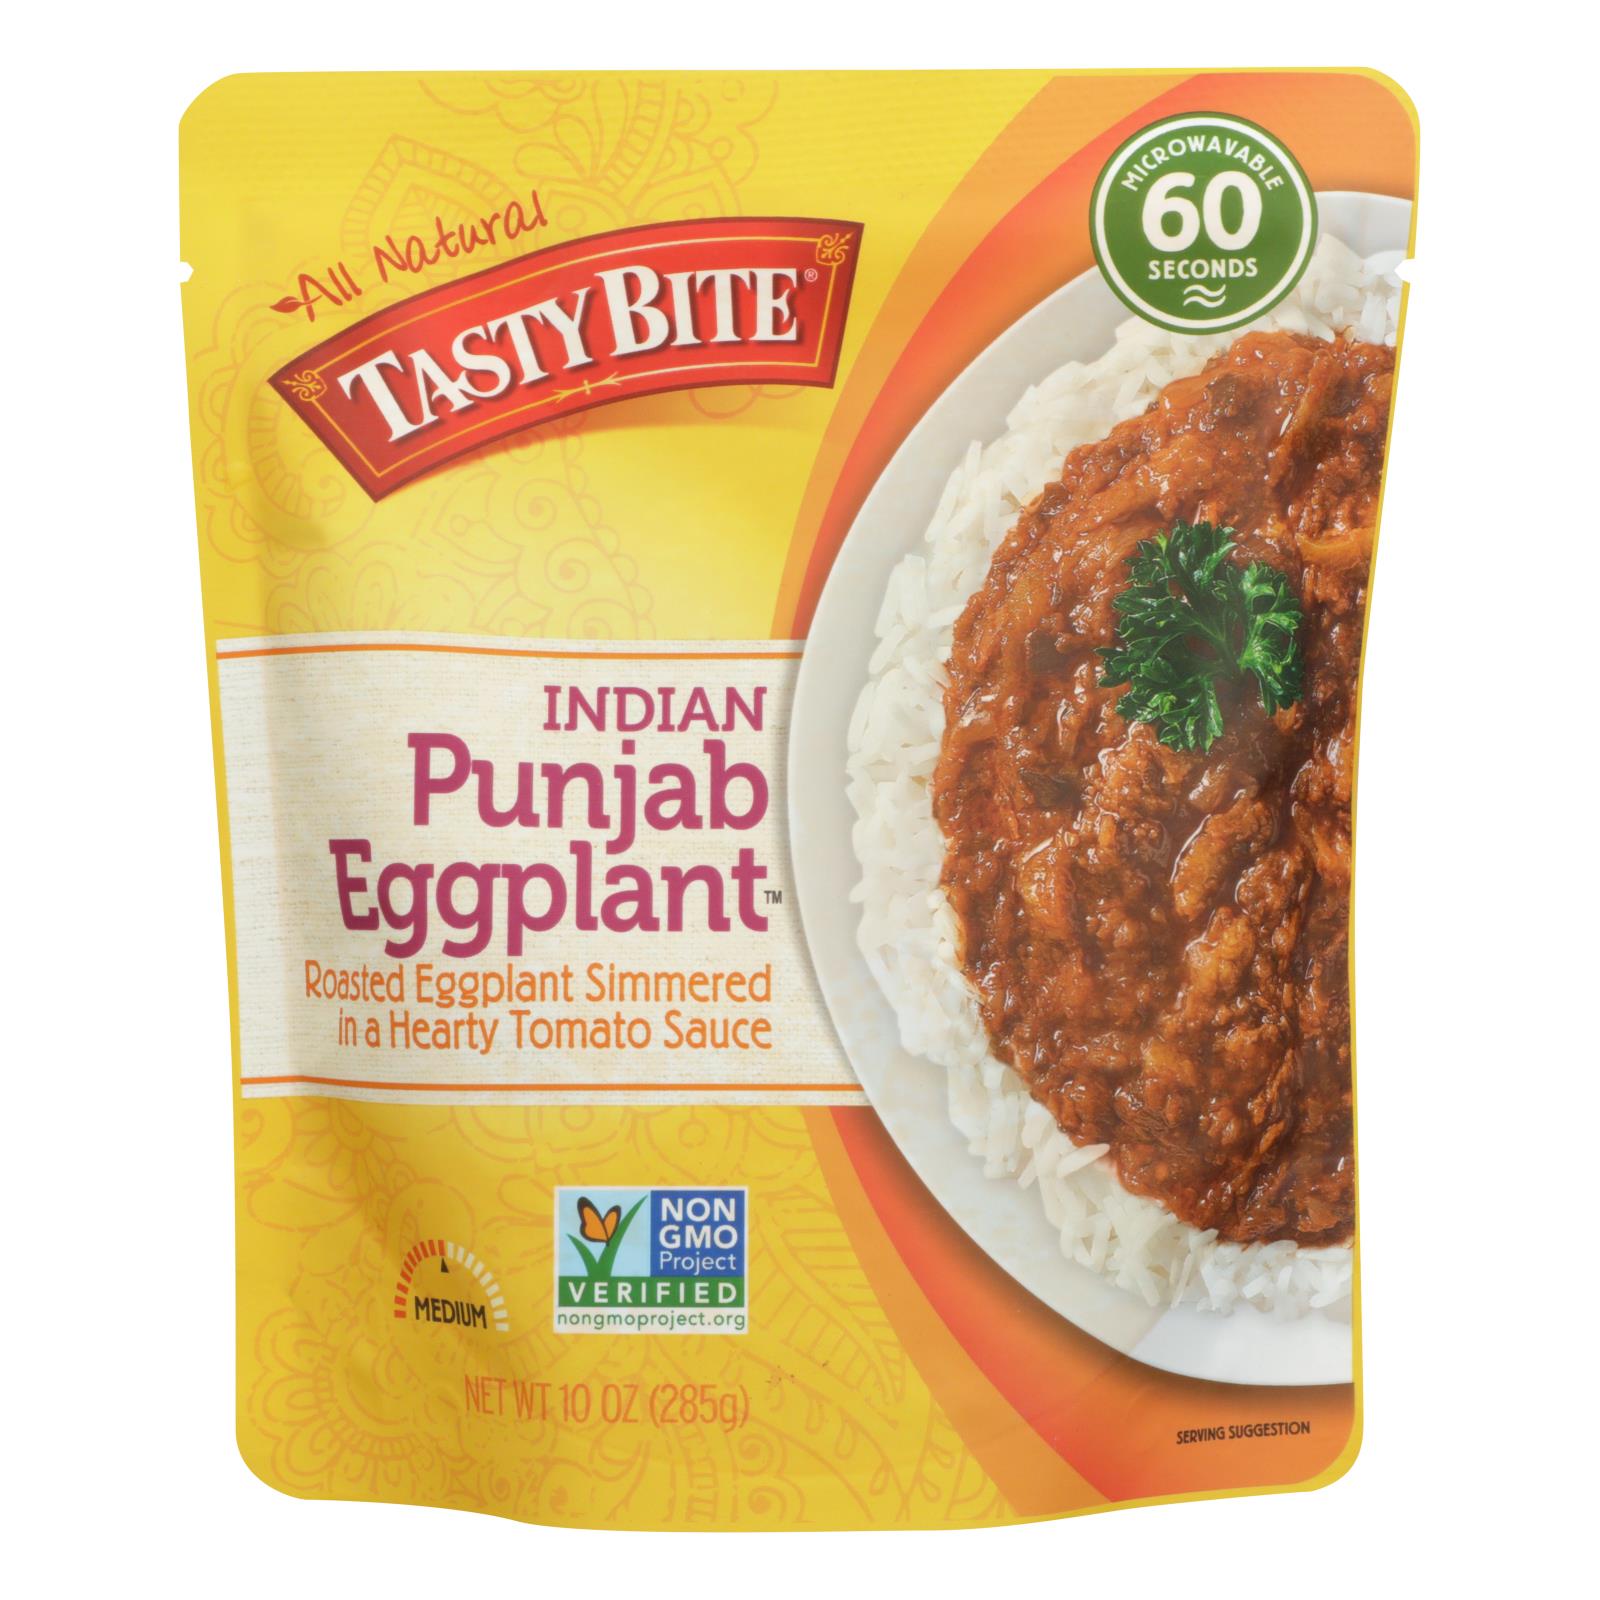 All Natural
TASTY BITE®
MICROWAVABLE
60
SECONDS
INDIAN
Punjab
Eggplant™
Roasted Eggplant Simmered
in a Hearty Tomato Sauce
MEDIUM
NON
GMO
Project
VERIFIED
nongmoproject.org
NET WT 10 OZ (285g)
SERVING SUGGESTION